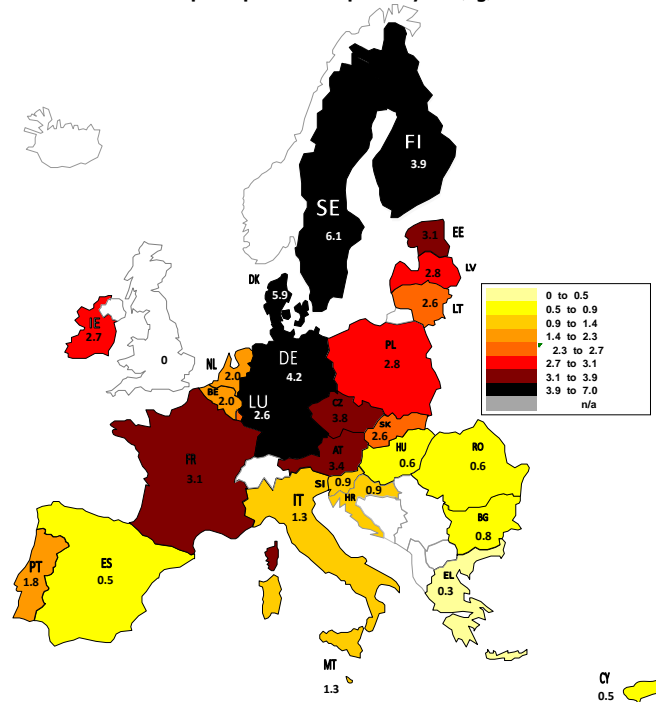 FI
3.9
SE
6.1
3.1
EE
DK
5.9
2.8
LV
2.6
LT
IE
2.7
0
NL
2.0
BE
2.0
DE
4.2
LU
2.6
PL
2.8
CZ
3.8
SK
2.6
FR
3.1
AT
3.4
HU
0.6
RO
0.6
SI
0.9
HR
0.9
IT
1.3
BG
0.8
PT
1.8
ES
0.5
EL
0.3
MT
1.3
CY
0.5
0 to 0.5
0.5 to 0.9
0.9 to 1.4
1.4 to 2.3
2.3 to 2.7
2.7 to 3.1
3.1 to 3.9
3.9 to 7.0
n/a